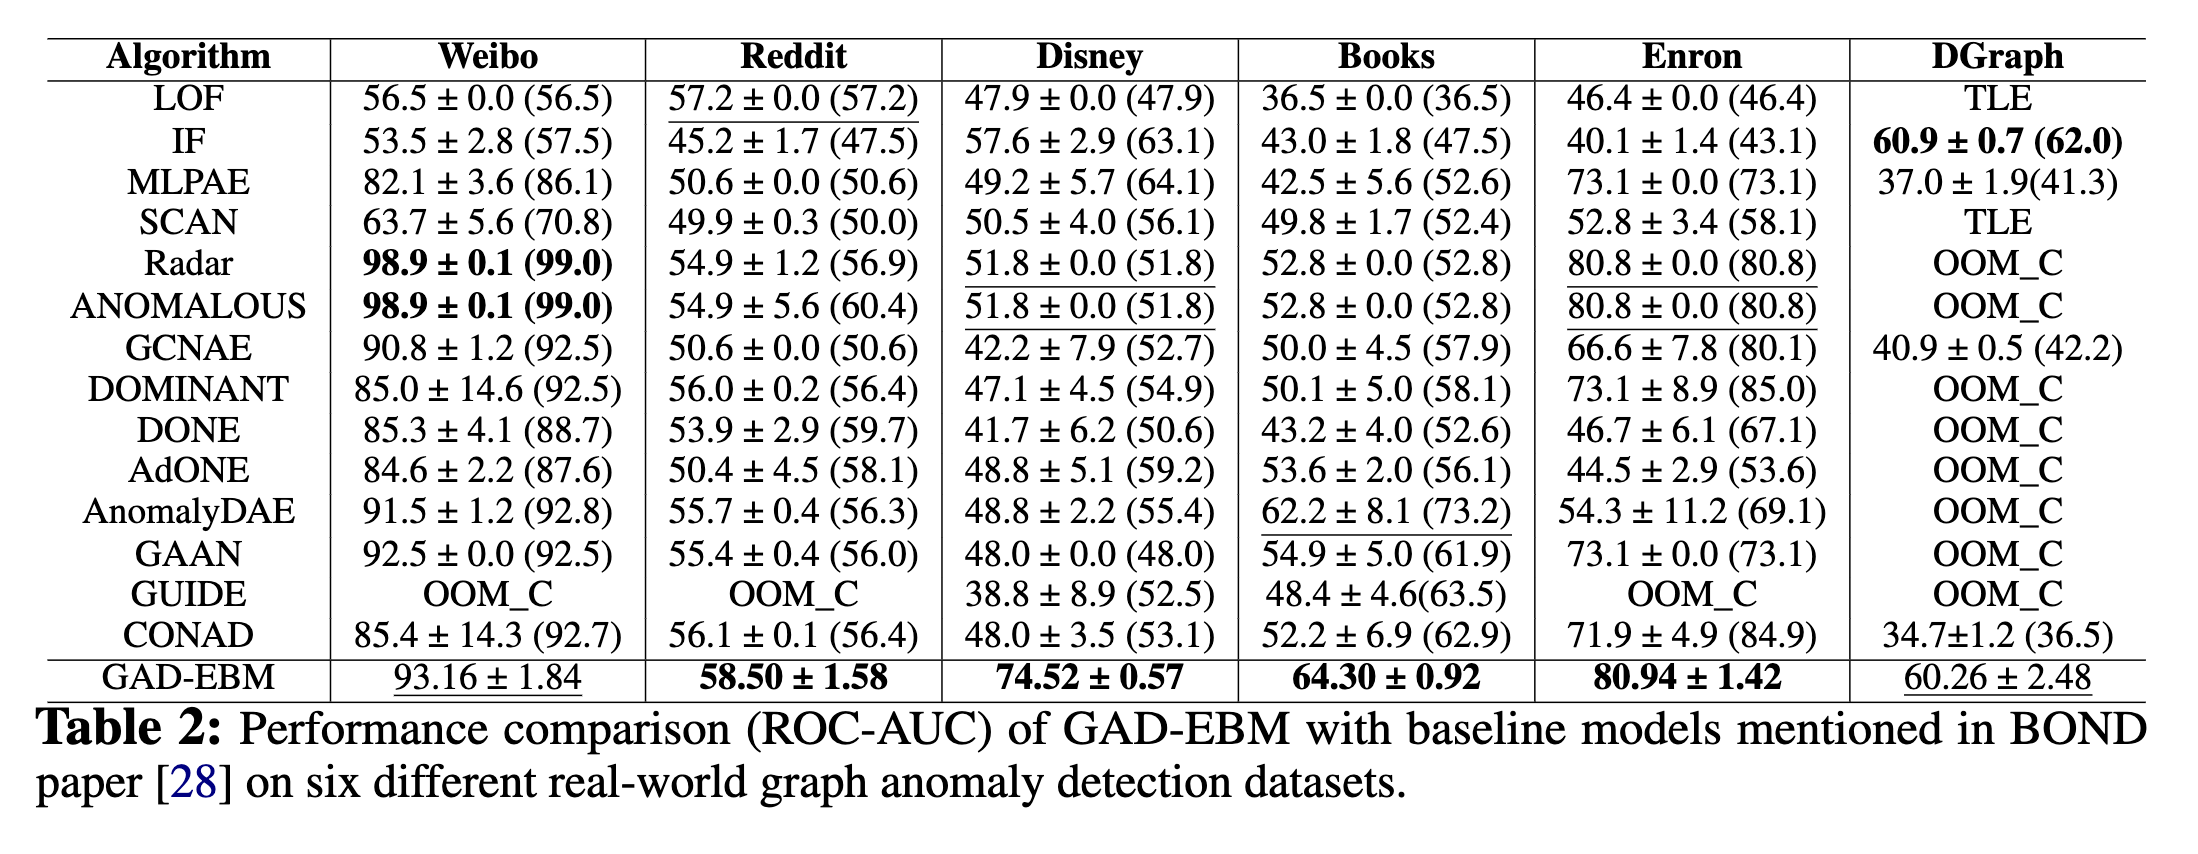 Algorithm Weibo Reddit Disney Books Enron DGraph
LOF 56.5 ± 0.0 (56.5) 57.2 ± 0.0 (57.2) 47.9 ± 0.0 (47.9) 36.5 ± 0.0 (36.5) 46.4 ± 0.0 (46.4) TLE
IF 53.5 ± 2.8 (57.5) 45.2 ± 1.7 (47.5) 57.6 ± 2.9 (63.1) 43.0 ± 1.8 (47.5) 40.1 ± 1.4 (43.1) 60.9 ± 0.7 (62.0)
MLPAE 82.1 ± 3.6 (86.1) 50.6 ± 0.0 (50.6) 49.2 ± 5.7 (64.1) 42.5 ± 5.6 (52.6) 73.1 ± 0.0 (73.1) 37.0 ± 1.9(41.3)
SCAN 63.7 ± 5.6 (70.8) 49.9 ± 0.3 (50.0) 50.5 ± 4.0 (56.1) 49.8 ± 1.7 (52.4) 52.8 ± 3.4 (58.1) TLE
Radar 98.9 ± 0.1 (99.0) 54.9 ± 1.2 (56.9) 51.8 ± 0.0 (51.8) 52.8 ± 0.0 (52.8) 80.8 ± 0.0 (80.8) OOM_C
ANOMALOUS 98.9 ± 0.1 (99.0) 54.9 ± 5.6 (60.4) 51.8 ± 0.0 (51.8) 52.8 ± 0.0 (52.8) 80.8 ± 0.0 (80.8) OOM_C
GCNAE 90.8 ± 1.2 (92.5) 50.6 ± 0.0 (50.6) 42.2 ± 7.9 (52.7) 50.0 ± 4.5 (57.9) 66.6 ± 7.8 (80.1) 40.9 ± 0.5 (42.2)
DOMINANT 85.0 ± 14.6 (92.5) 56.0 ± 0.2 (56.4) 47.1 ± 4.5 (54.9) 50.1 ± 5.0 (58.1) 73.1 ± 8.9 (85.0) OOM_C
DONE 85.3 ± 4.1 (88.7) 53.9 ± 2.9 (59.7) 41.7 ± 6.2 (50.6) 43.2 ± 4.0 (52.6) 46.7 ± 6.1 (67.1) OOM_C
AdONE 84.6 ± 2.2 (87.6) 50.4 ± 4.5 (58.1) 48.8 ± 5.1 (59.2) 53.6 ± 2.0 (56.1) 44.5 ± 2.9 (53.6) OOM_C
AnomalyDAE 91.5 ± 1.2 (92.8) 55.7 ± 0.4 (56.3) 48.8 ± 2.2 (55.4) 62.2 ± 8.1 (73.2) 54.3 ± 11.2 (69.1) OOM_C
GAAN 92.5 ± 0.0 (92.5) 55.4 ± 0.4 (56.0) 48.0 ± 0.0 (48.0) 54.9 ± 5.0 (61.9) 73.1 ± 0.0 (73.1) OOM_C
GUIDE OOM_C OOM_C 38.8 ± 8.9 (52.5) 48.4 ± 4.6(63.5) OOM_C OOM_C
CONAD 85.4 ± 14.3 (92.7) 56.1 ± 0.1 (56.4) 48.0 ± 3.5 (53.1) 52.2 ± 6.9 (62.9) 71.9 ± 4.9 (84.9) 34.7±1.2 (36.5)
GAD-EBM 93.16 ± 1.84 58.50 ± 1.58 74.52 ± 0.57 64.30 ± 0.92 80.94 ± 1.42 60.26 ± 2.48
Table 2: Performance comparison (ROC-AUC) of GAD-EBM with baseline models mentioned in BOND
paper [28] on six different real-world graph anomaly detection datasets.